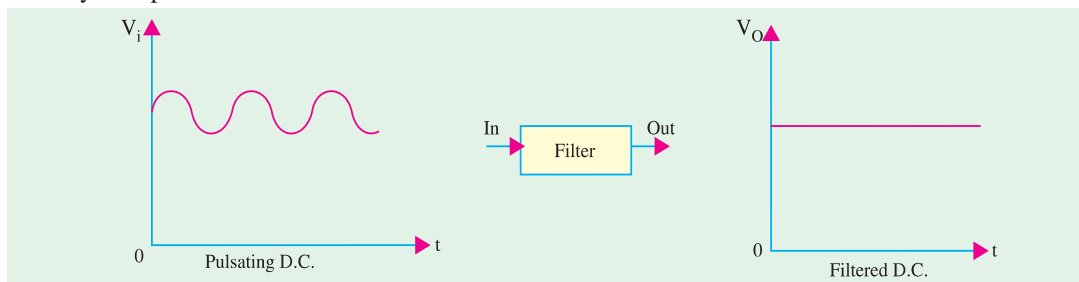 Vi
0
t
Pulsating D.C.
In
Filter
Out
VO
0
t
Filtered D.C.